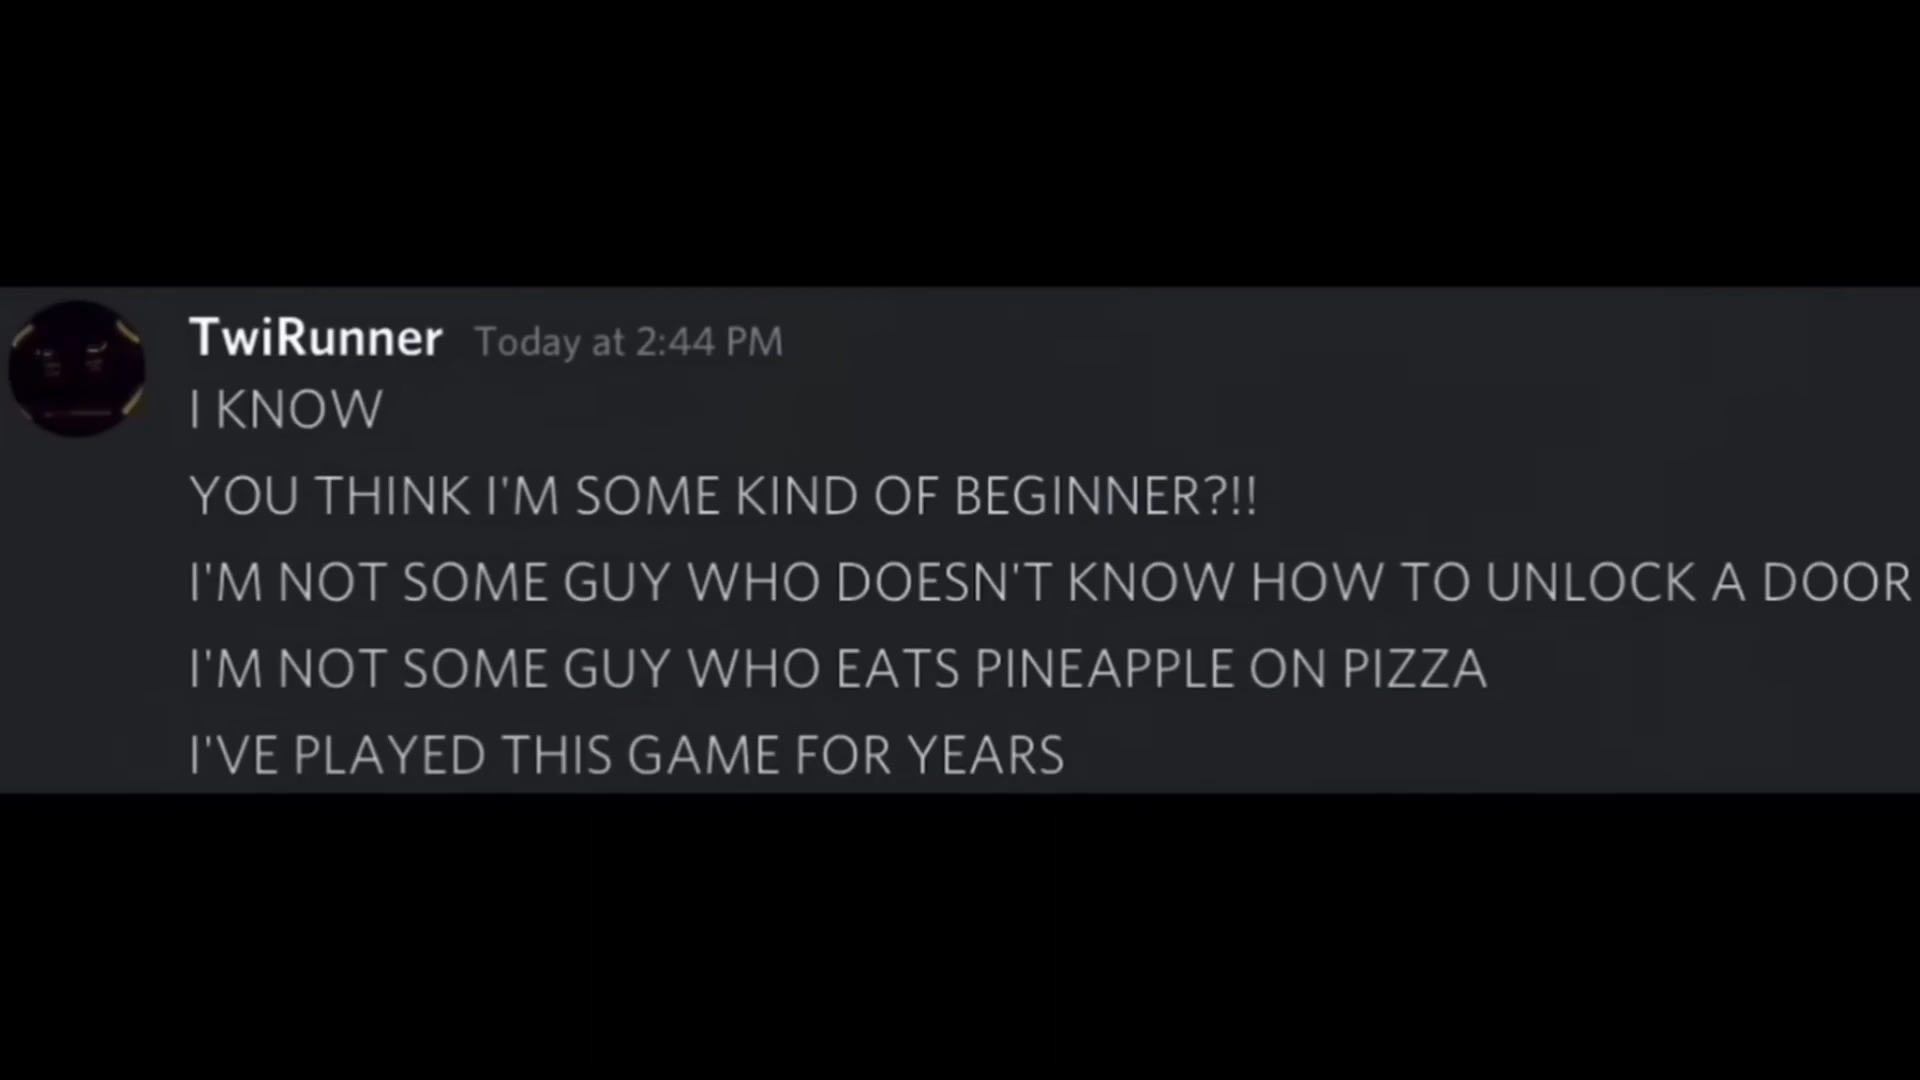 TwiRunner Today at 2:44 PM
I KNOW
YOU THINK I'M SOME KIND OF BEGINNER?!!
I'M NOT SOME GUY WHO DOESN'T KNOW HOW TO UNLOCK A DOOR
I'M NOT SOME GUY WHO EATS PINEAPPLE ON PIZZA
I'VE PLAYED THIS GAME FOR YEARS